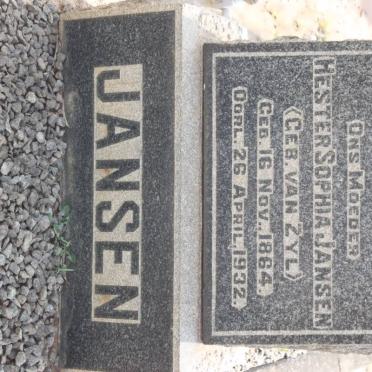 ONS MOEDER
HESTER SOPHIA JANSEN
(GEB VAN ZYL)
GEB. 16 NOV. 1864
OORL. 26 APRIL 1932.
JANSEN